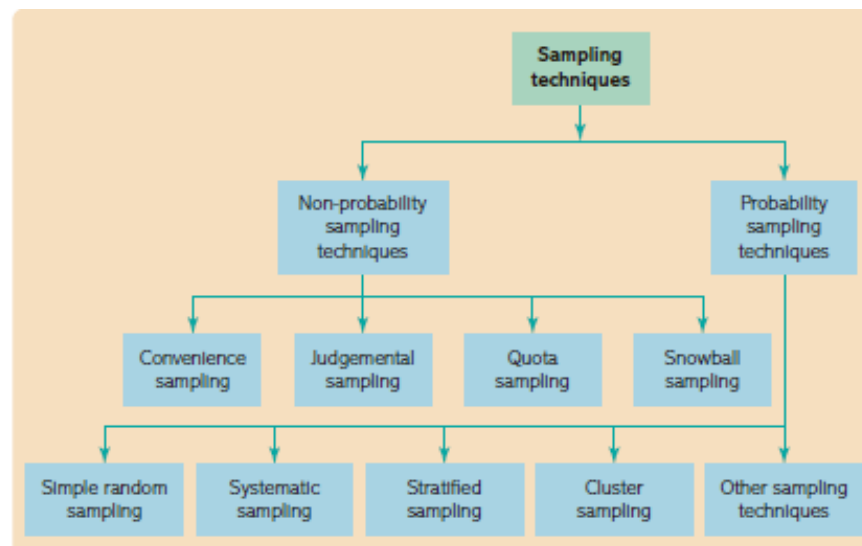 Sampling
techniques
Non-probability
sampling
techniques
Probability
sampling
techniques
Convenience
sampling
Judgemental
sampling
Quota
sampling
Snowball
sampling
Simple random
sampling
Systematic
sampling
Stratified
sampling
Cluster
sampling
Other sampling
techniques